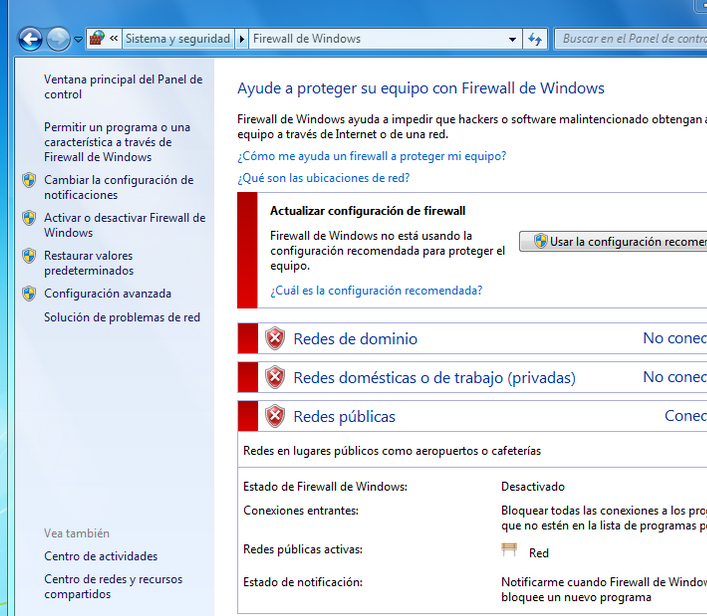 « Sistema y seguridad Firewall de Windows
Buscar en el Panel de
Ventana principal del Panel de
control
Permitir un programa o una
característica a través de
Firewall de Windows
Cambiar la configuración de
notificaciones
Activar o desactivar Firewall de
Windows
Restaurar valores
predeterminados
Configuración avanzada
Solución de problemas de red
Vea también
Centro de actividades
Centro de redes y recursos
compartidos
Ayude a proteger su equipo con Firewall de Windows
Firewall de Windows ayuda a impedir que hackers o software malintencionado obtengan
equipo a través de Internet o de una red.
¿Cómo me ayuda un firewall a proteger mi equipo?
¿Qué son las ubicaciones de red?
Actualizar configuración de firewall
Firewall de Windows no está usando la
configuración recomendada para proteger el
equipo.
Usar la configuración
¿Cuál es la configuración recomendada?
Redes de dominio No
Redes domésticas o de trabajo (privadas) No
Redes públicas
Redes en lugares públicos como aeropuertos o cafeterías
Estado de Firewall de Windows: Desactivado
Conexiones entrantes: Bloquear todas las conexiones a los
que no estén en la lista de programas
Redes públicas activas: Red
Estado de notificación: Notificarme cuando Firewall de
bloquee un nuevo programa